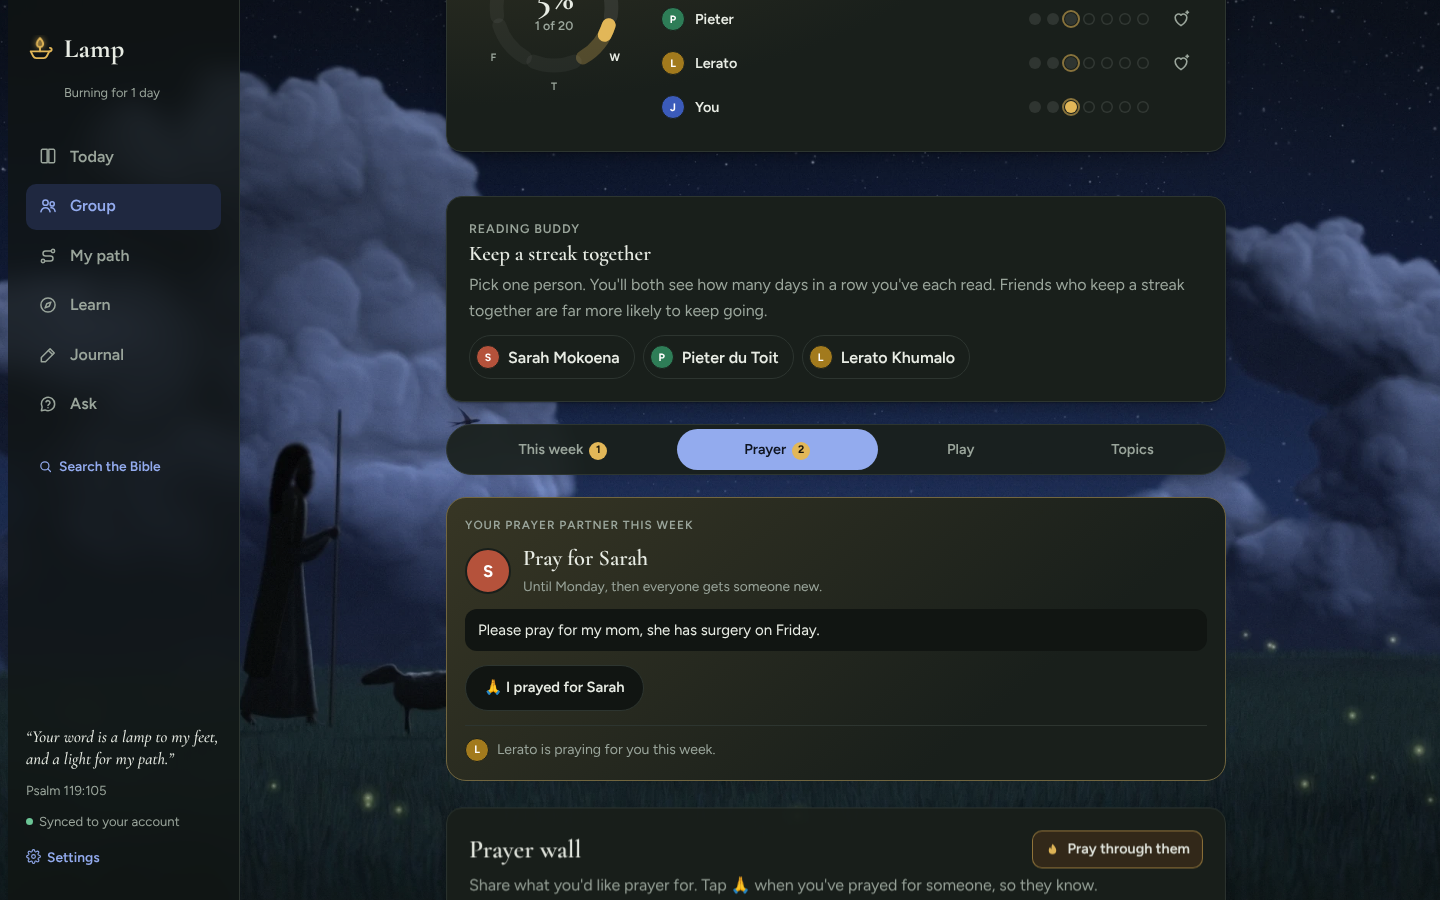 Lamp
Burning for 1 day
Today
Group
My path
Learn
Journal
Ask
Search the Bible
“Your word is a lamp to my feet,
and a light for my path.”
Psalm 119:105
Synced to your account
Settings
5%
1 of 20
F
W
T
P Pieter
L Lerato
J You
READING BUDDY
Keep a streak together
Pick one person. You'll both see how many days in a row you've each read. Friends who keep a streak
together are far more likely to keep going.
S Sarah Mokoena
P Pieter du Toit
L Lerato Khumalo
This week 1
Prayer 2
Play
Topics
YOUR PRAYER PARTNER THIS WEEK
S
Pray for Sarah
Until Monday, then everyone gets someone new.
Please pray for my mom, she has surgery on Friday.
🙏 I prayed for Sarah
L Lerato is praying for you this week.
Prayer wall
Pray through them
Share what you'd like prayer for. Tap 🙏 when you've prayed for someone, so they know.